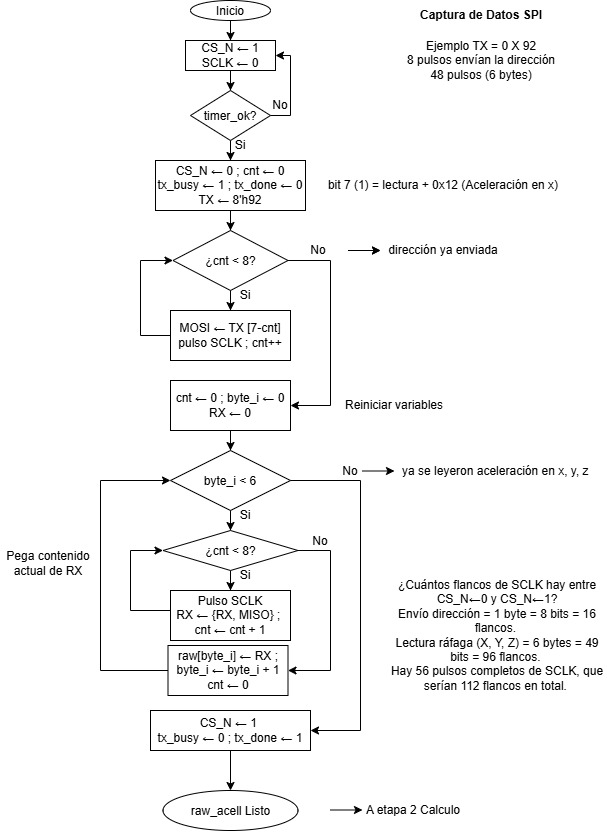 Inicio
Captura de Datos SPI
CS_N ← 1
SCLK ← 0
Ejemplo TX = 0 X 92
8 pulsos envían la dirección
48 pulsos (6 bytes)
No
timer_ok?
Si
CS_N ← 0 ; cnt ← 0
tx_busy ← 1 ; tx_done ← 0
TX ← 8'h92
bit 7 (1) = lectura + 0x12 (Aceleración en x)
No
dirección ya enviada
¿cnt < 8?
Si
MOSI ← TX [7-cnt]
pulso SCLK ; cnt++
cnt ← 0 ; byte_i ← 0
RX ← 0
Reiniciar variables
No
ya se leyeron aceleración en x, y, z
byte_i < 6
Si
No
¿cnt < 8?
Pega contenido
actual de RX
Si
Pulso SCLK
RX ← {RX, MISO} ;
cnt ← cnt + 1
¿Cuántos flancos de SCLK hay entre
CS_N←0 y CS_N←1?
Envío dirección = 1 byte = 8 bits = 16
flancos.
Lectura ráfaga (X, Y, Z) = 6 bytes = 49
bits = 96 flancos.
Hay 56 pulsos completos de SCLK, que
serían 112 flancos en total.
raw[byte_i] ← RX ;
byte_i ← byte_i + 1
cnt ← 0
CS_N ← 1
tx_busy ← 0 ; tx_done ← 1
raw_acell Listo
A etapa 2 Calculo